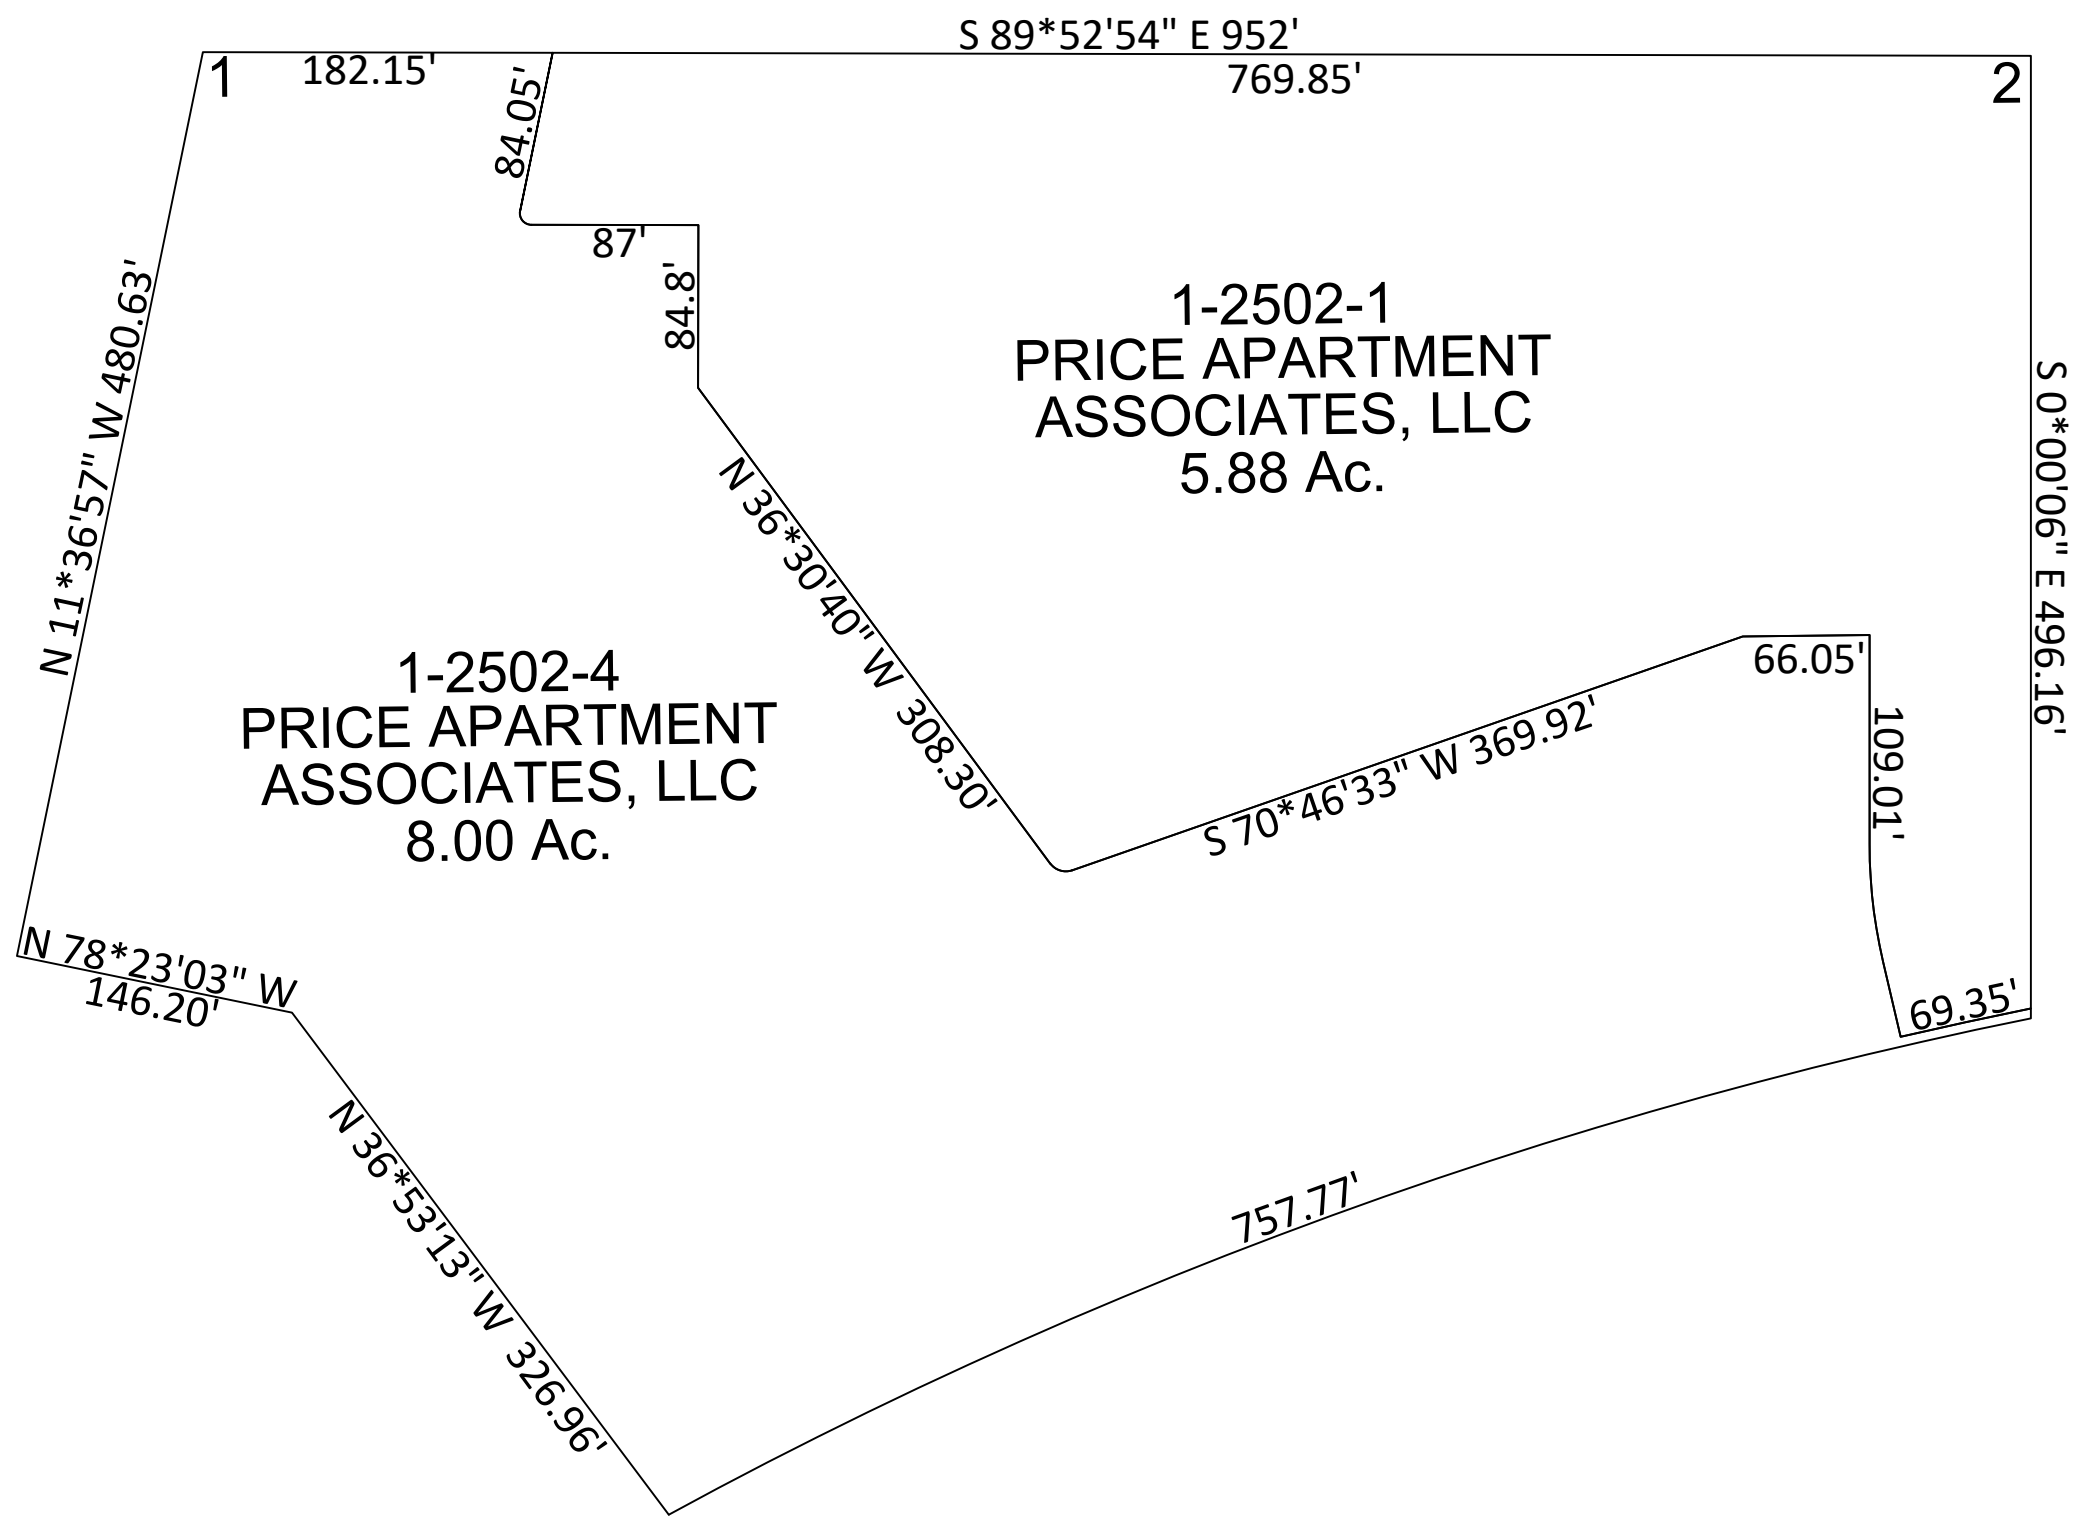 S 89*52'54" E 952'
1
182.15'
769.85'
2
84.05'
87'
84.8'
N 11*36'57" W 480.63'
1-2502-1
PRICE APARTMENT
ASSOCIATES, LLC
5.88 Ac.
S 0*00'06" E 496.16'
N 36*30'40" W 308.30'
66.05'
S 70*46'33" W 369.92'
109.01'
1-2502-4
PRICE APARTMENT
ASSOCIATES, LLC
8.00 Ac.
N 78*23'03" W
146.20'
69.35'
N 36*53'13" W 326.96'
757.77'